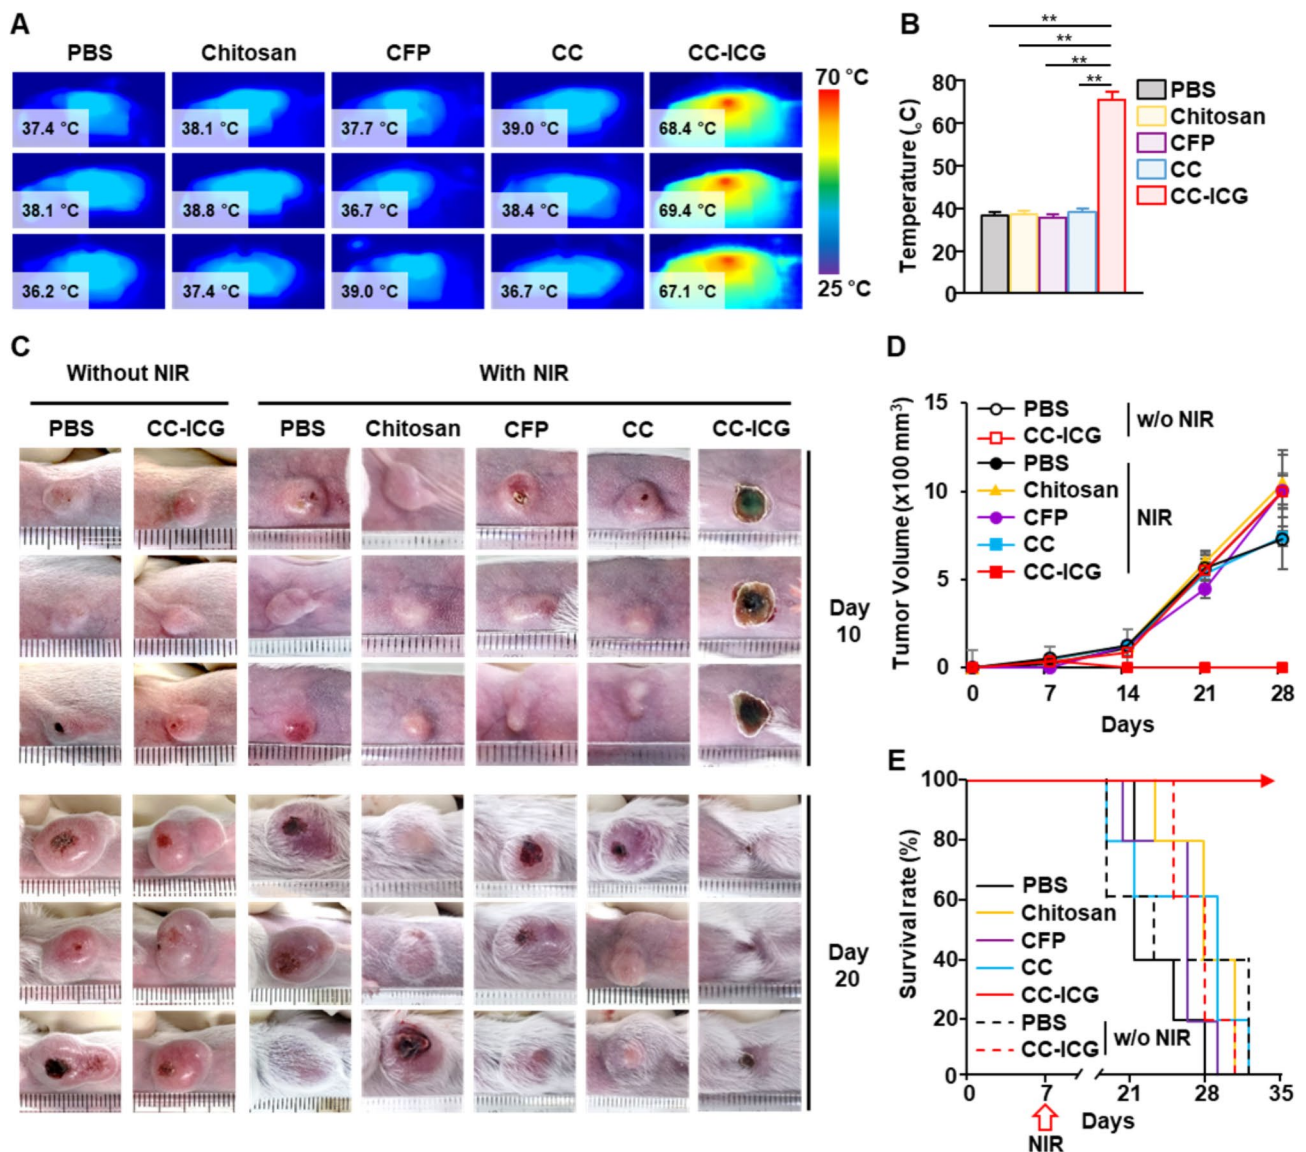 A
PBS Chitosan CFP CC CC-ICG
37.4 °C 38.1 °C 37.7 °C 39.0 °C 68.4 °C
38.1 °C 38.8 °C 36.7 °C 38.4 °C 69.4 °C
36.2 °C 37.4 °C 39.0 °C 36.7 °C 67.1 °C
70 °C
25 °C
B
**
**
**
**
Temperature (°C)
80
60
50
40
20
0
PBS
Chitosan
CFP
CC
CC-ICG
C
Without NIR With NIR
PBS CC-ICG PBS Chitosan CFP CC CC-ICG
Day
10
Day
20
D
Tumor Volume (x100 mm³)
15
10
5
0
PBS
CC-ICG
w/o NIR
PBS
Chitosan
CFP
CC
CC-ICG
NIR
0 7 14 21 28
Days
E
Survival rate (%)
100
80
60
40
20
0
PBS
Chitosan
CFP
CC
CC-ICG
PBS
CC-ICG
w/o NIR
0 7 21 28 35
Days
NIR